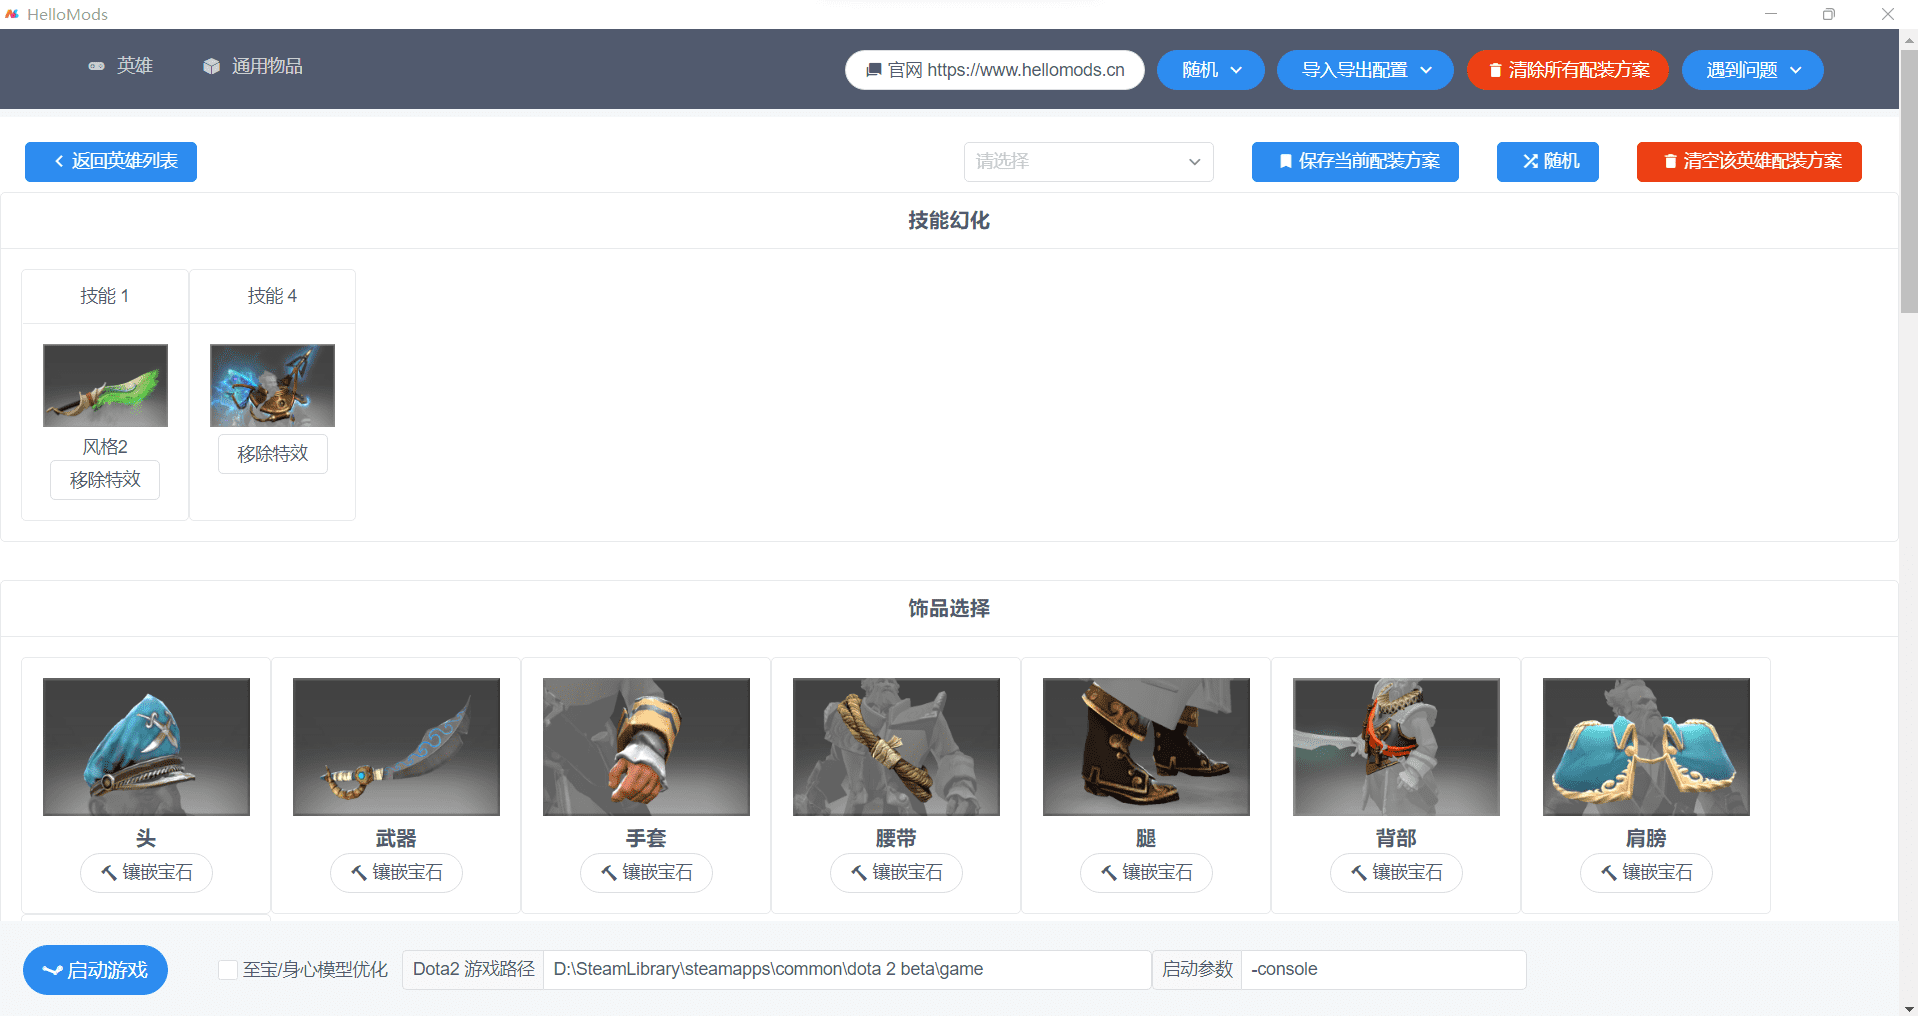 HelloMods
英雄
通用物品
官网 https://www.hellomods.cn
随机
导入导出配置
清除所有配装方案
遇到问题
返回英雄列表
请选择
保存当前配装方案
随机
清空该英雄配装方案
技能幻化
技能 1
技能 4
风格2
移除特效
移除特效
饰品选择
头
武器
手套
腰带
腿
背部
肩膀
镶嵌宝石
镶嵌宝石
镶嵌宝石
镶嵌宝石
镶嵌宝石
镶嵌宝石
镶嵌宝石
启动游戏
至宝/身心模型优化
Dota2 游戏路径
D:\SteamLibrary\steamapps\common\dota 2 beta\game
启动参数
-console